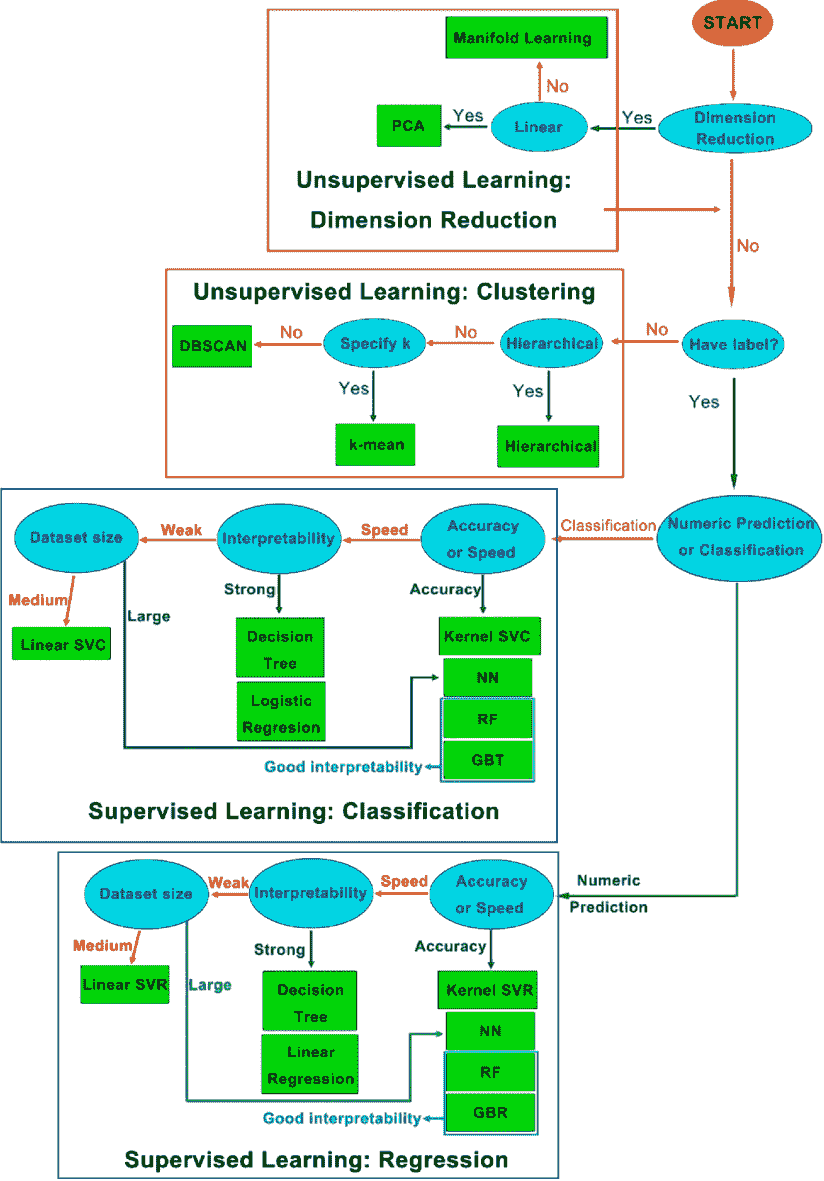 START
Manifold Learning
No
PCA
Yes
Linear
Yes
Dimension
Reduction
Unsupervised Learning:
Dimension Reduction
No
Unsupervised Learning: Clustering
DBSCAN
No
Specify k
No
Hierarchical
No
Have label?
Yes
Yes
Yes
k-mean
Hierarchical
Dataset size
Weak
Interpretability
Speed
Accuracy
or Speed
Classification
Numeric Prediction
or Classification
Medium
Large
Strong
Accuracy
Linear SVC
Decision
Tree
Kernel SVC
NN
Logistic
Regresion
RF
GBT
Good interpretability
Supervised Learning: Classification
Dataset size
Weak
Interpretability
Speed
Accuracy
or Speed
Numeric
Prediction
Medium
Large
Strong
Accuracy
Linear SVR
Decision
Tree
Kernel SVR
NN
Linear
Regression
RF
GBR
Good interpretability
Supervised Learning: Regression